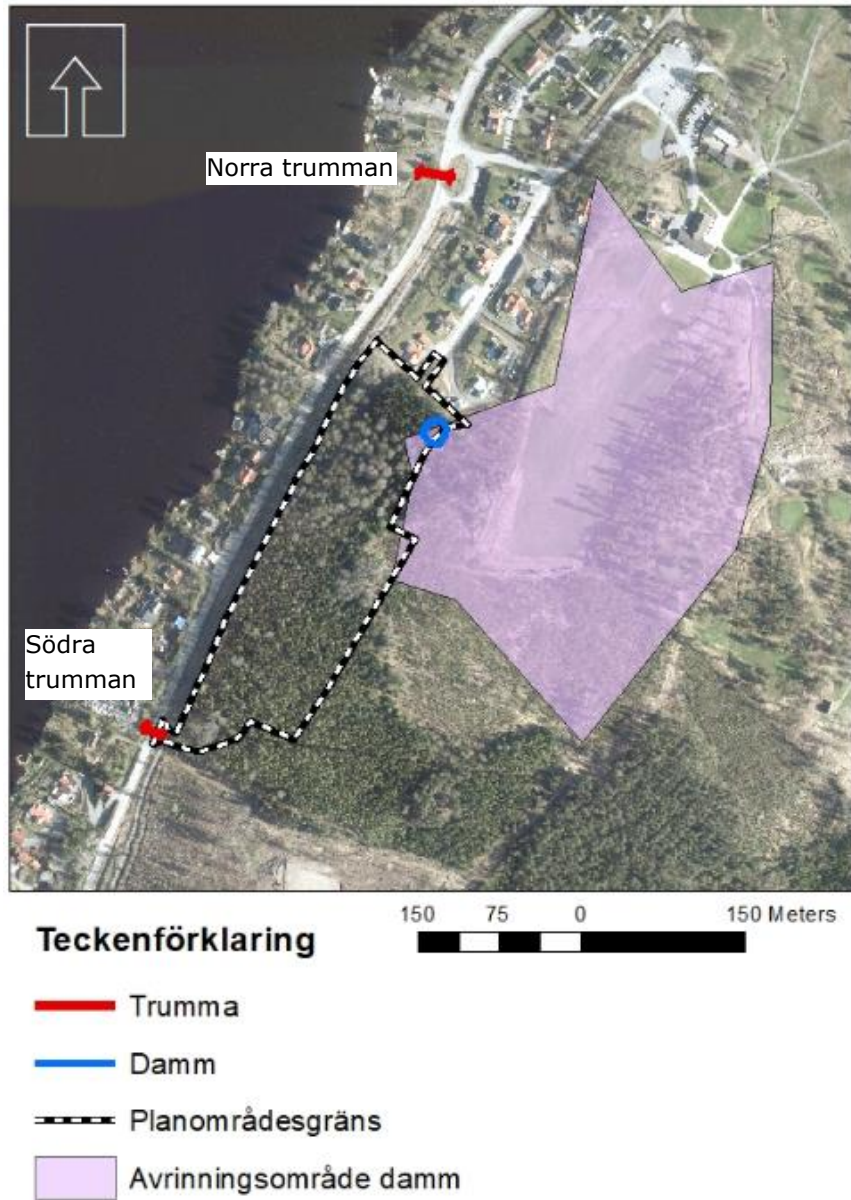 Norra trumman
Södra
trumman
150 75 0 150 Meters
Teckenförklaring
Trumma
Damm
Planområdesgräns
Avrinningsområde damm